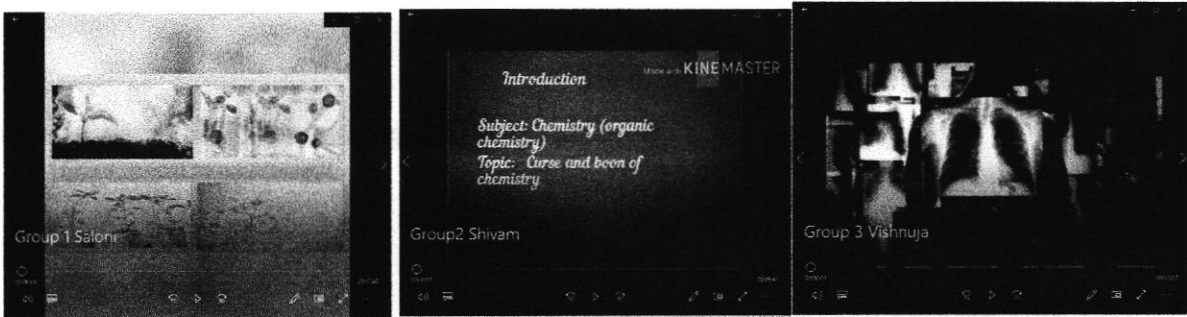 Group 1 Saloni
Made with KINEMASTER
Introduction
Subject: Chemistry (organic
chemistry)
Topic: Curse and boon of
chemistry
Group2 Shivam
Group 3 Vishnuja